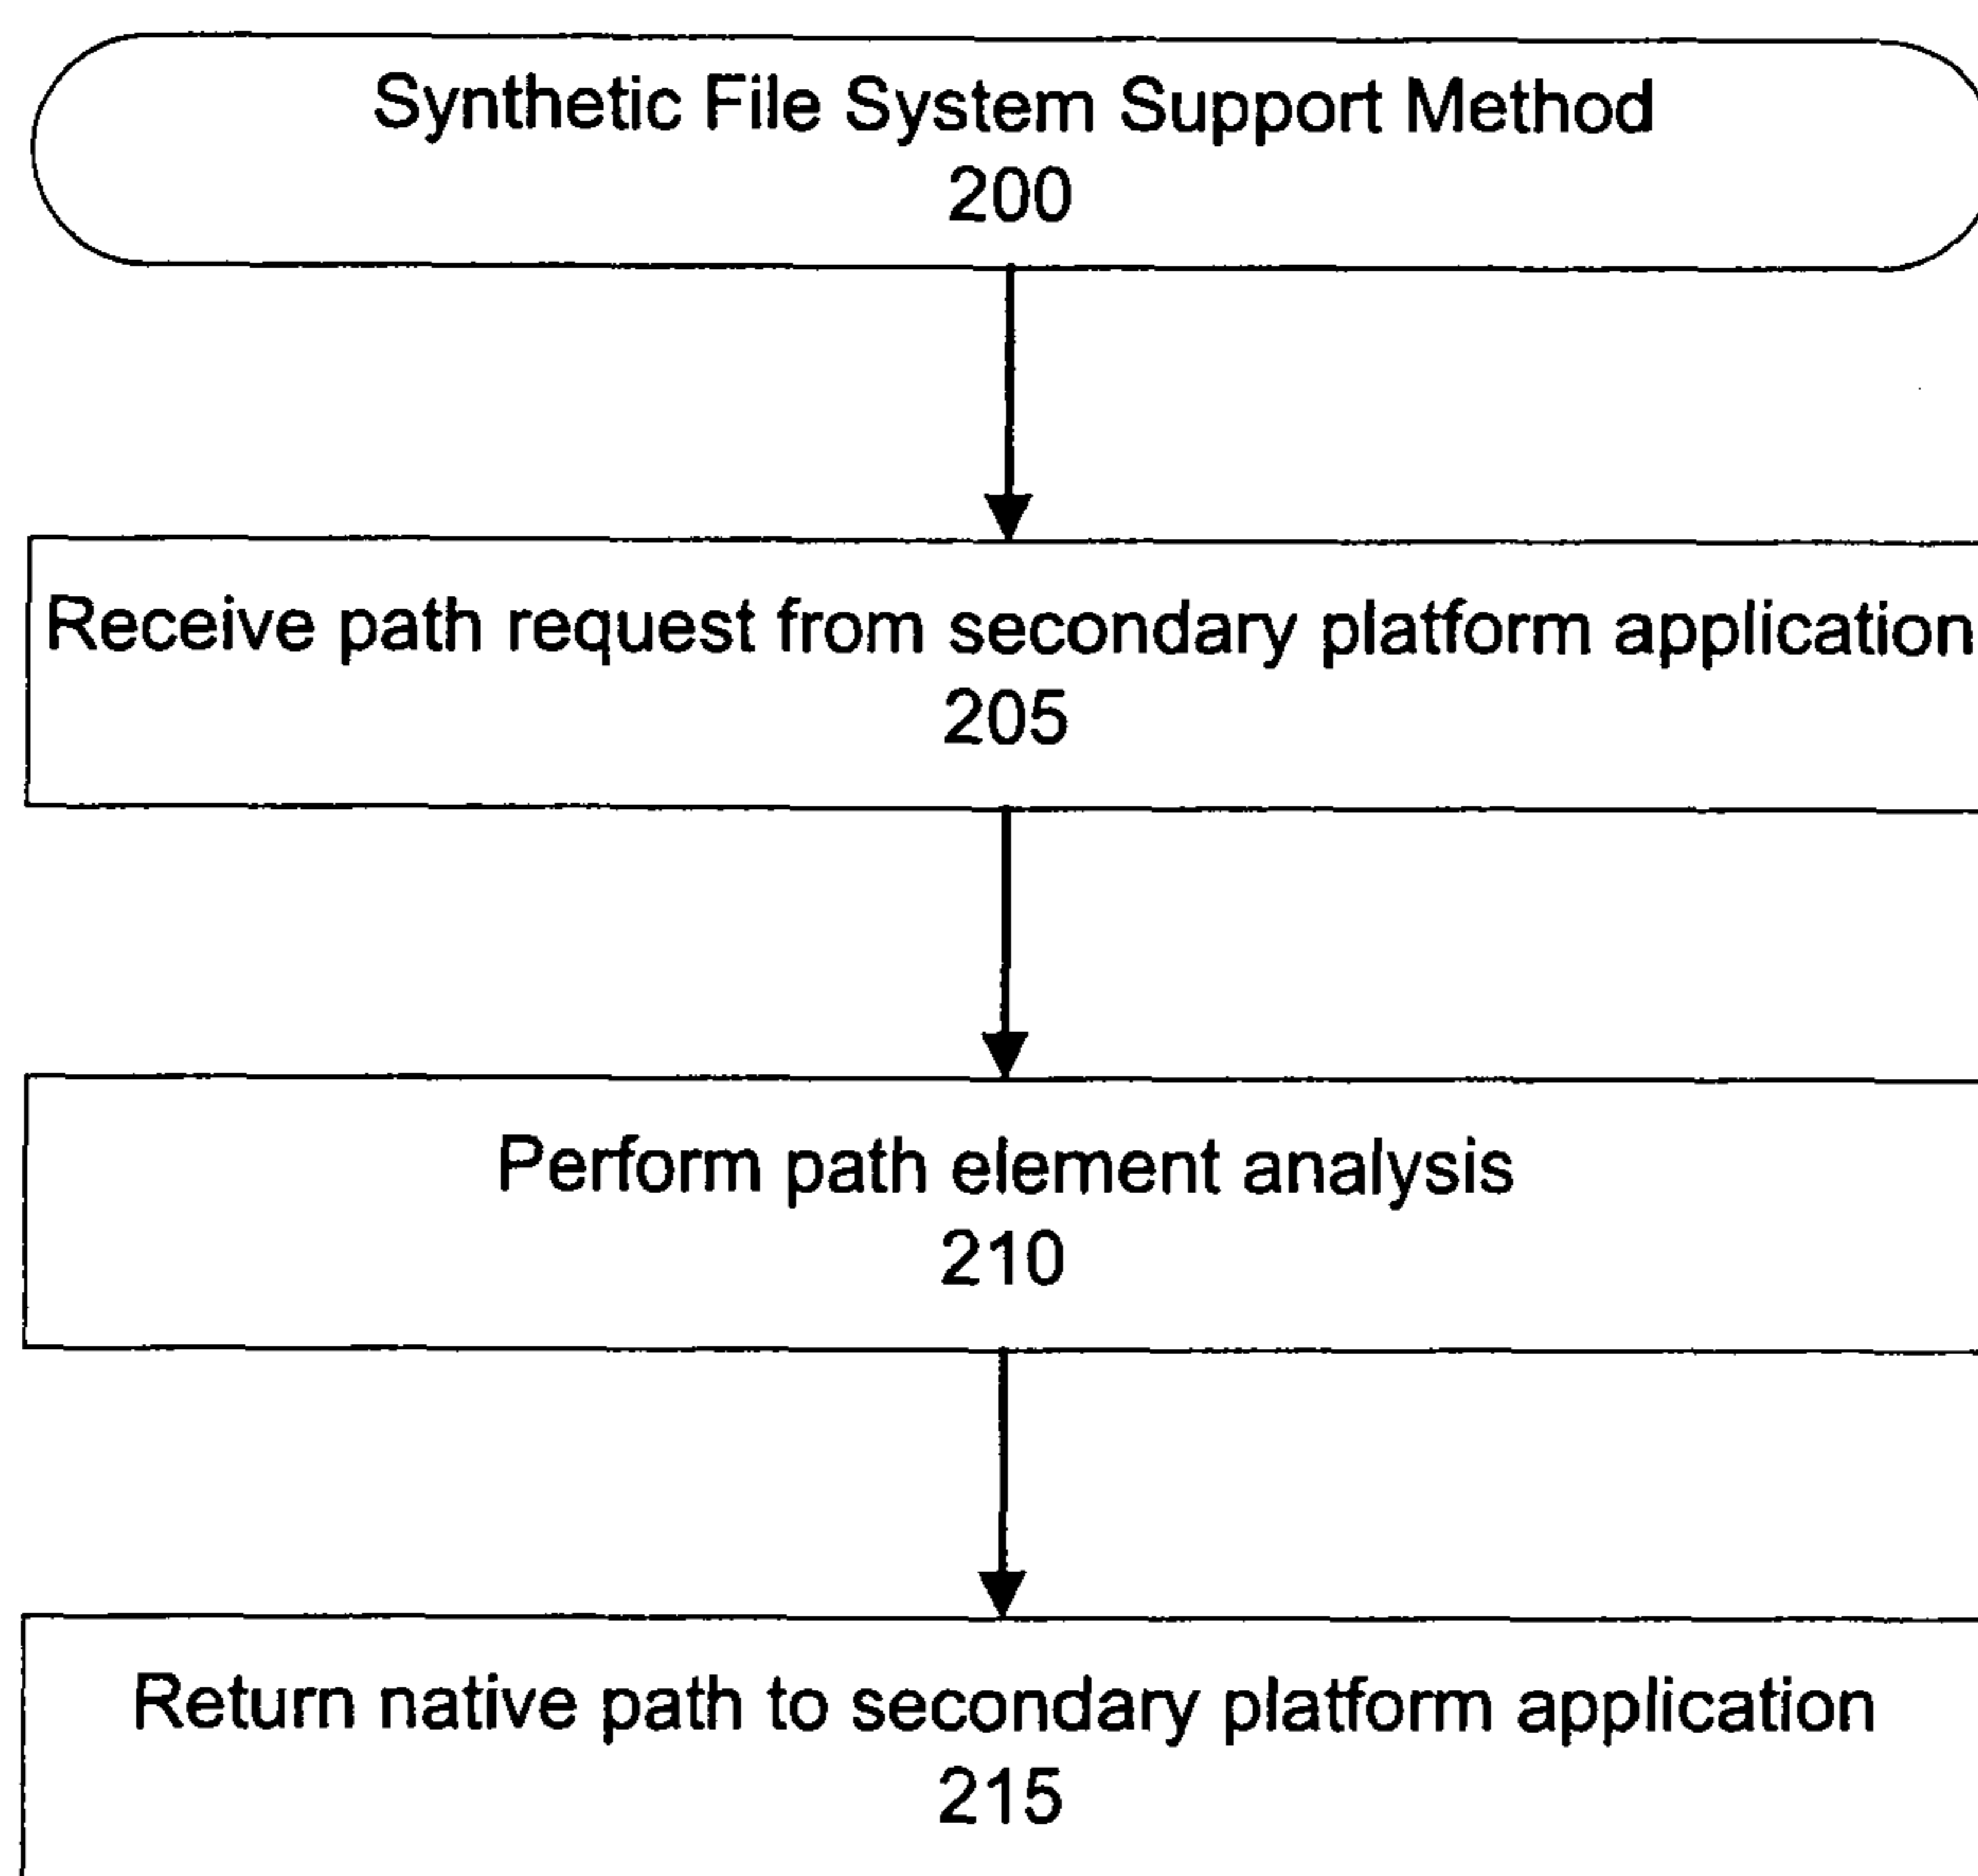 Synthetic File System Support Method
200
Receive path request from secondary platform application
205
Perform path element analysis
210
Return native path to secondary platform application
215